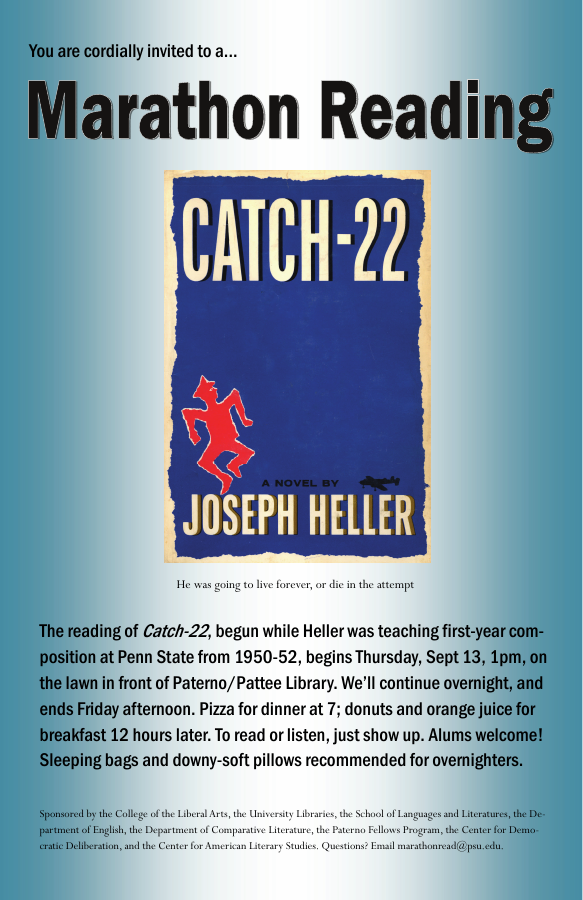 You are cordially invited to a...
Marathon Reading
CATCH-22
A NOVEL BY
JOSEPH HELLER
He was going to live forever, or die in the attempt
The reading of Catch-22, begun while Heller was teaching first-year com-
position at Penn State from 1950-52, begins Thursday, Sept 13, 1pm, on
the lawn in front of Paterno/Pattee Library. We'll continue overnight, and
ends Friday afternoon. Pizza for dinner at 7; donuts and orange juice for
breakfast 12 hours later. To read or listen, just show up. Alums welcome!
Sleeping bags and downy-soft pillows recommended for overnighters.
Sponsored by the College of the Liberal Arts, the University Libraries, the School of Languages and Literatures, the De-
partment of English, the Department of Comparative Literature, the Paterno Fellows Program, the Center for Demo-
cratic Deliberation, and the Center for American Literary Studies. Questions? Email marathonread@psu.edu.